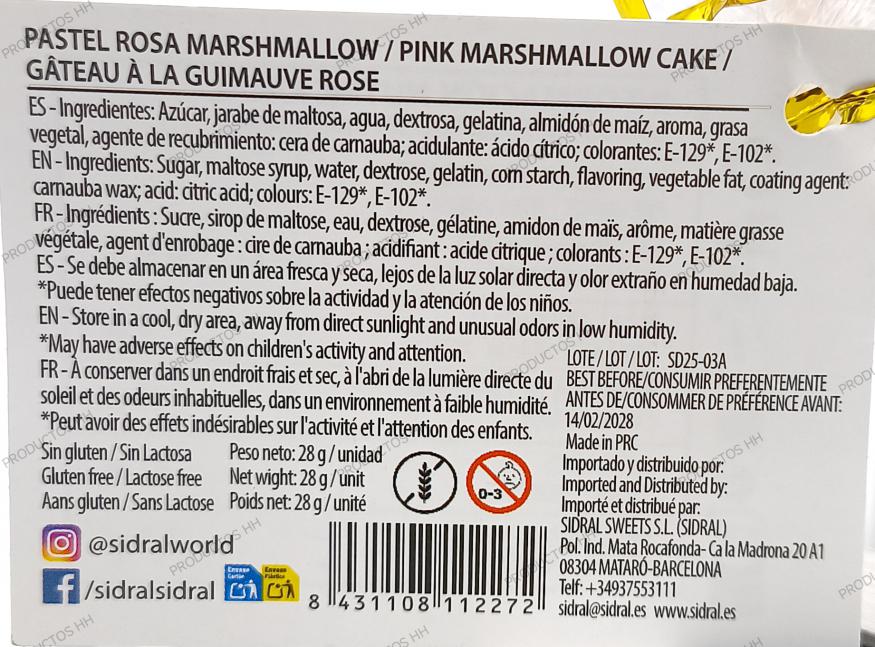 PASTEL ROSA MARSHMALLOW / PINK MARSHMALLOW CAKE /
GÂTEAU À LA GUIMAUVE ROSE
ES - Ingredientes: Azúcar, jarabe de maltosa, agua, dextrosa, gelatina, almidón de maíz, aroma, grasa
vegetal, agente de recubrimiento: cera de carnauba; acidulante: ácido cítrico; colorantes: E-129*, E-102*.
EN - Ingredients: Sugar, maltose syrup, water, dextrose, gelatin, corn starch, flavoring, vegetable fat, coating agent:
carnauba wax; acid: citric acid; colours: E-129*, E-102*.
FR - Ingrédients : Sucre, sirop de maltose, eau, dextrose, gélatine, amidon de maïs, arôme, matière grasse
végétale, agent d'enrobage : cire de carnauba ; acidifiant : acide citrique ; colorants : E-129*, E-102*.
ES - Se debe almacenar en un área fresca y seca, lejos de la luz solar directa y olor extraño en humedad baja.
*Puede tener efectos negativos sobre la actividad y la atención de los niños.
EN - Store in a cool, dry area, away from direct sunlight and unusual odors in low humidity.
*May have adverse effects on children's activity and attention.
FR - À conserver dans un endroit frais et sec, à l'abri de la lumière directe du
soleil et des odeurs inhabituelles, dans un environnement à faible humidité.
*Peut avoir des effets indésirables sur l'activité et l'attention des enfants.
LOTE / LOT / LOT: SD25-03A
BEST BEFORE/CONSUMIR PREFERENTEMENTE
ANTES DE/CONSOMMER DE PRÉFÉRENCE AVANT:
14/02/2028
Made in PRC
Importado y distribuido por:
Imported and Distributed by:
Importé et distribué par:
SIDRAL SWEETS S.L. (SIDRAL)
Pol. Ind. Mata Rocafonda- Ca la Madrona 20 A1
08304 MATARÓ-BARCELONA
Telf: +34937553111
sidral@sidral.es www.sidral.es
Sin gluten / Sin Lactosa
Gluten free / Lactose free
Aans gluten / Sans Lactose
Peso neto: 28 g / unidad
Net wight: 28 g / unit
Poids net: 28 g / unité
0-3
@sidralworld
/sidralsidral
Envase Cartón
Envase Plástico
8 431108 112272
PRODUCTOS HH